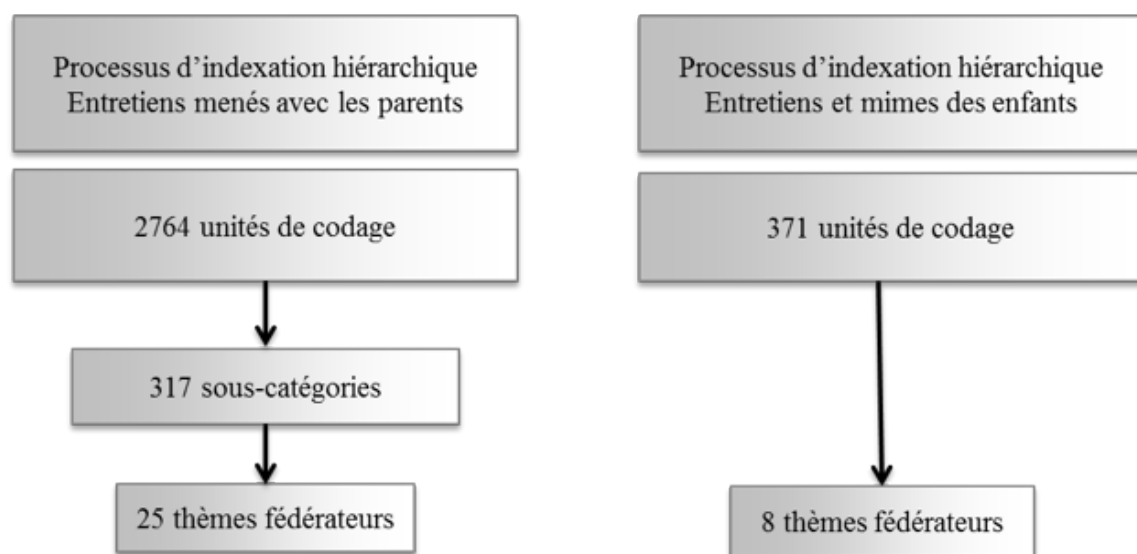 Processus d'indexation hiérarchique
Entretiens menés avec les parents
2764 unités de codage
317 sous-catégories
25 thèmes fédérateurs
Processus d'indexation hiérarchique
Entretiens et mimes des enfants
371 unités de codage
8 thèmes fédérateurs